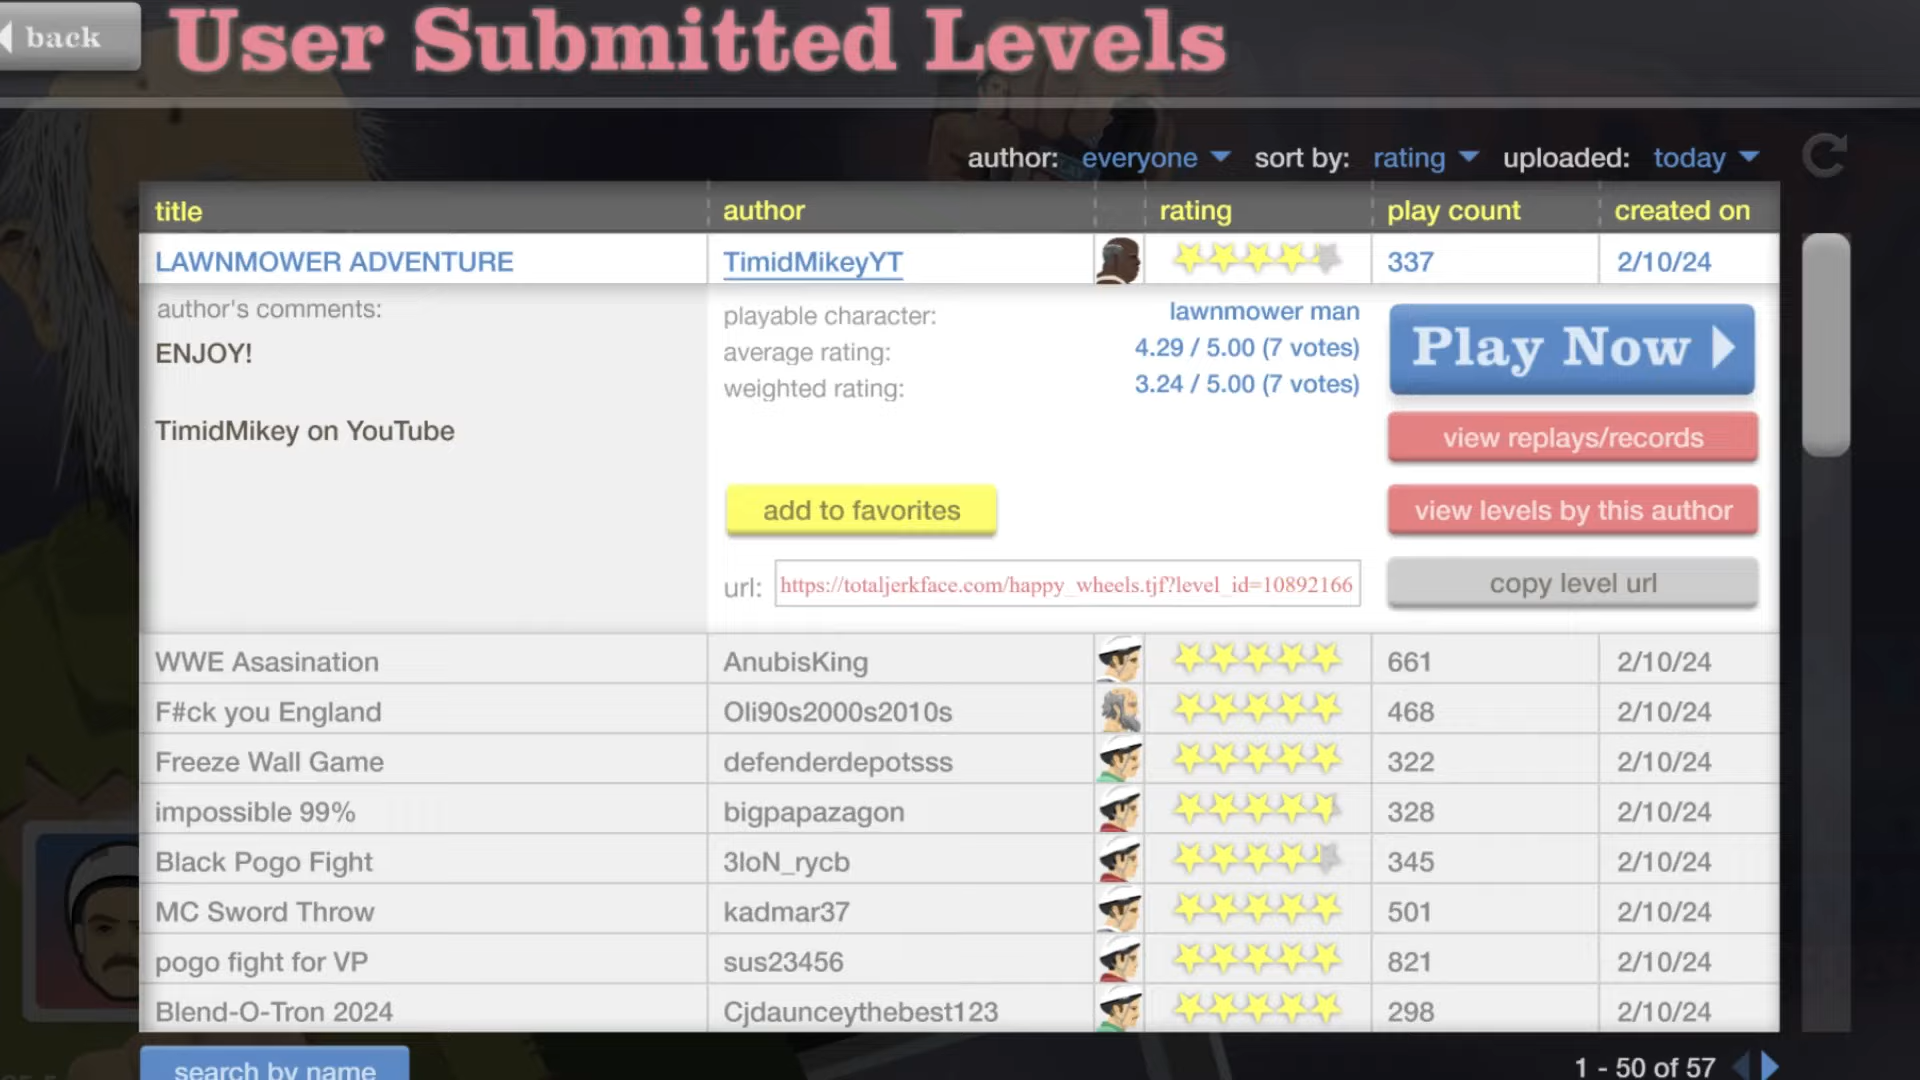 back
User Submitted Levels
author: everyone sort by: rating uploaded: today
title author rating play count created on
LAWNMOWER ADVENTURE TimidMikeyYT 337 2/10/24
author's comments:
ENJOY!
TimidMikey on YouTube
playable character: lawnmower man
average rating: 4.29 / 5.00 (7 votes)
weighted rating: 3.24 / 5.00 (7 votes)
Play Now
view replays/records
add to favorites
view levels by this author
url: https://totaljerkface.com/happy_wheels.tjf?level_id=10892166
copy level url
WWE Asasination AnubisKing 661 2/10/24
F#ck you England Oli90s2000s2010s 468 2/10/24
Freeze Wall Game defenderdepotsss 322 2/10/24
impossible 99% bigpapazagon 328 2/10/24
Black Pogo Fight 3loN_rycb 345 2/10/24
MC Sword Throw kadmar37 501 2/10/24
pogo fight for VP sus23456 821 2/10/24
Blend-O-Tron 2024 Cjdaunceythebest123 298 2/10/24
search by name
1 - 50 of 57